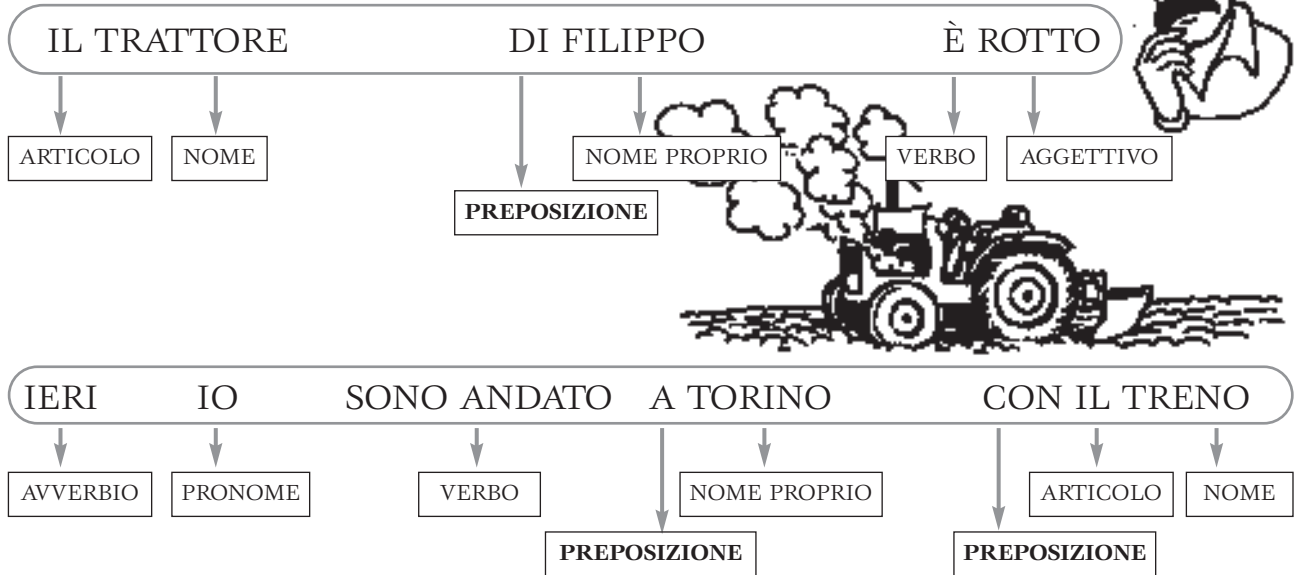 IL TRATTORE DI FILIPPO È ROTTO
ARTICOLO NOME NOME PROPRIO VERBO AGGETTIVO
PREPOSIZIONE
IERI IO SONO ANDATO A TORINO CON IL TRENO
AVVERBIO PRONOME VERBO NOME PROPRIO ARTICOLO NOME
PREPOSIZIONE PREPOSIZIONE